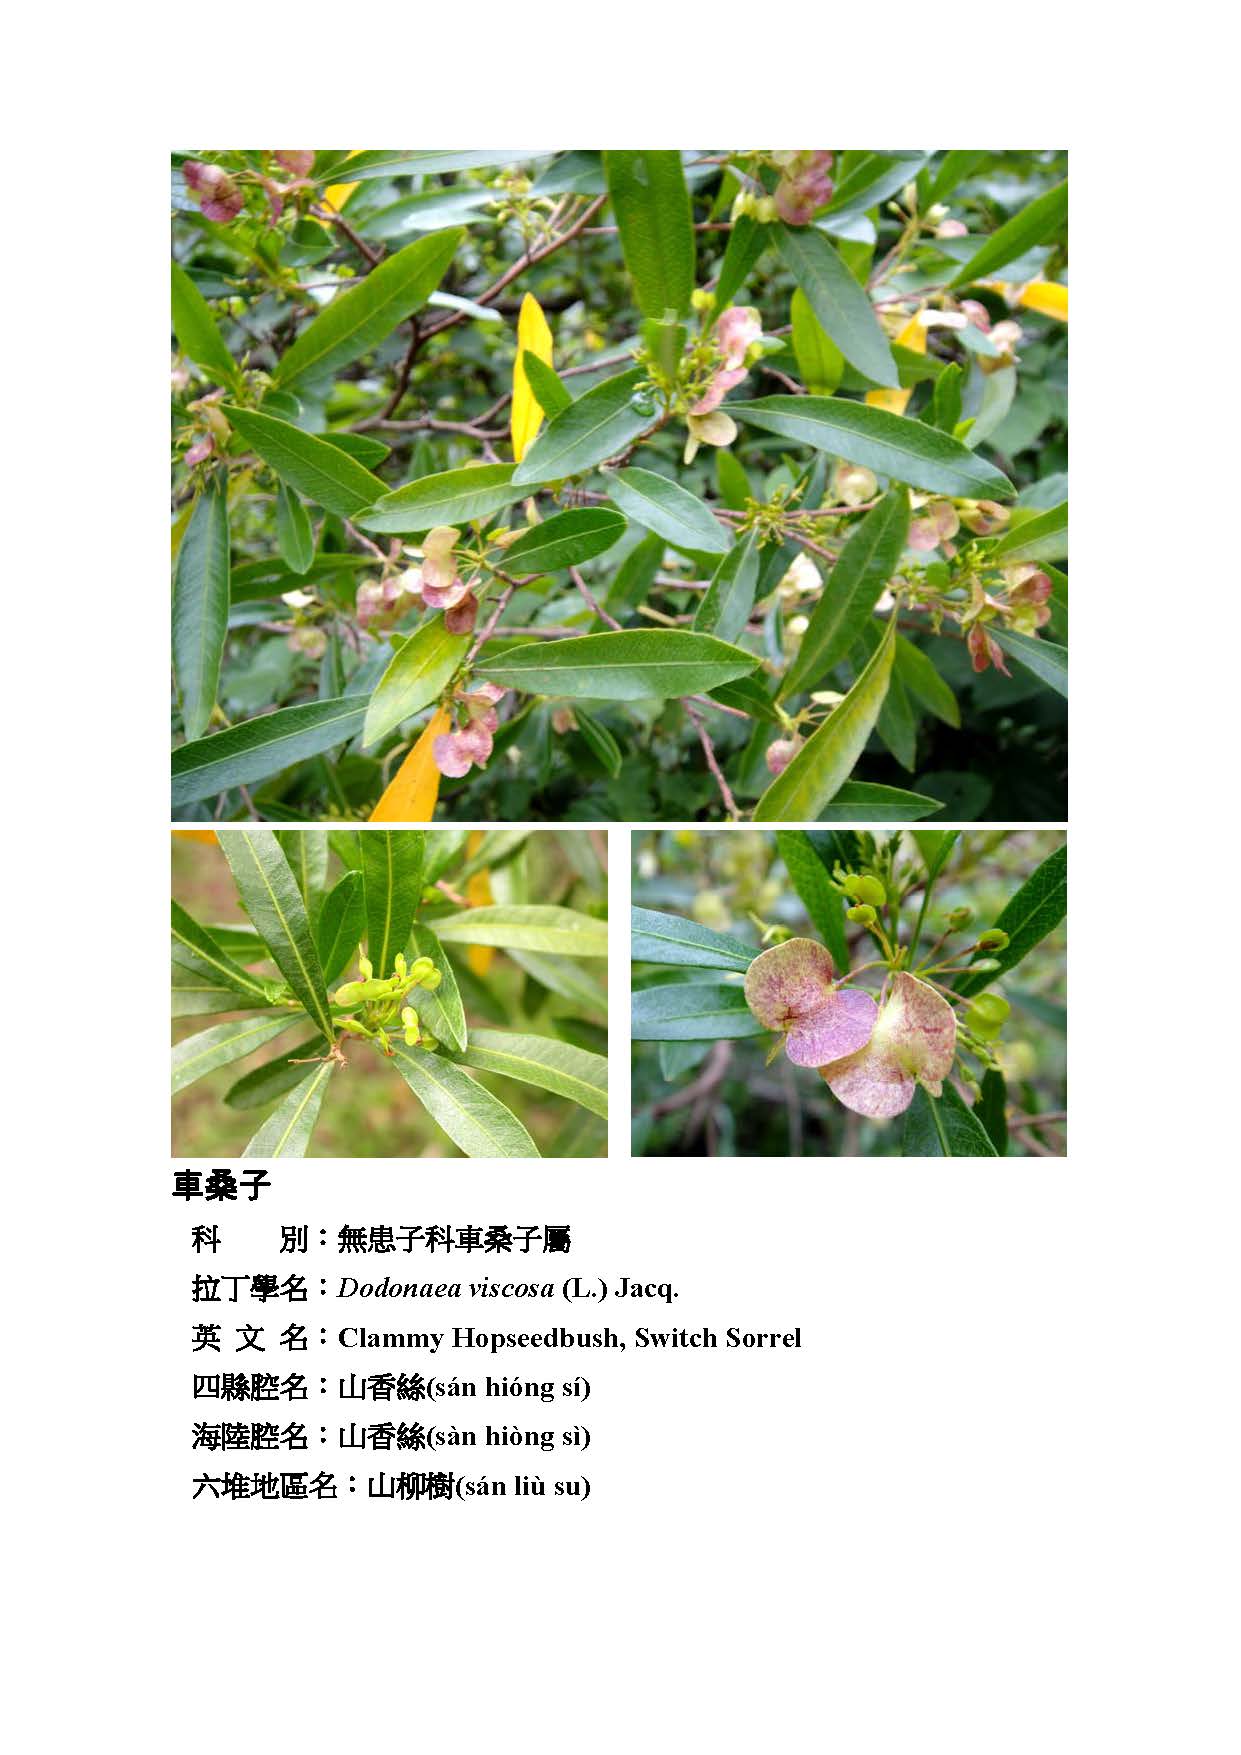 車桑子
科　　別：無患子科車桑子屬
拉丁學名：Dodonaea viscosa (L.) Jacq.
英 文 名：Clammy Hopseedbush, Switch Sorrel
四縣腔名：山香絲(sán hióng sí)
海陸腔名：山香絲(sàn hiòng sì)
六堆地區名：山柳樹(sán liù su)